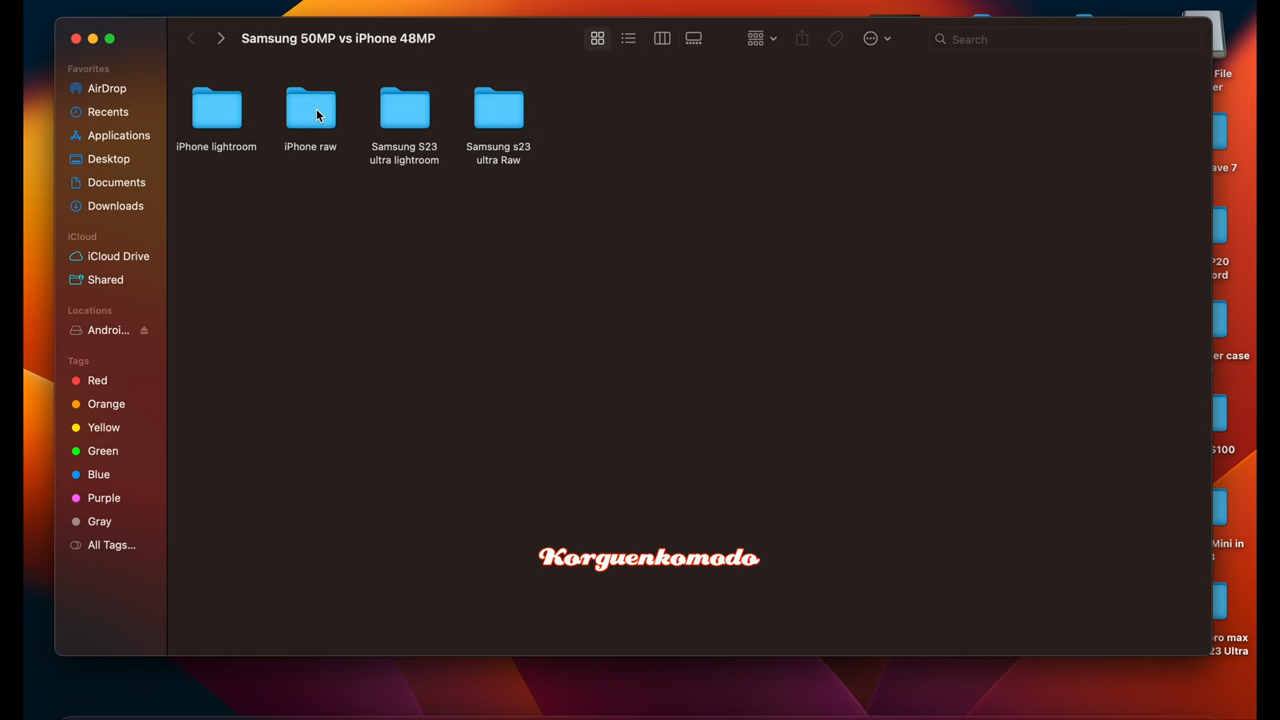 Samsung 50MP vs iPhone 48MP
Search
Favorites
AirDrop
Recents
Applications
Desktop
Documents
Downloads
iCloud
iCloud Drive
Shared
Locations
Androi...
Tags
Red
Orange
Yellow
Green
Blue
Purple
Gray
All Tags...
iPhone lightroom
iPhone raw
Samsung S23
ultra lightroom
Samsung s23
ultra Raw
File
er
ave 7
P20
ord
er case
S100
Mini in
ro max
23 Ultra
Korguenkomodo